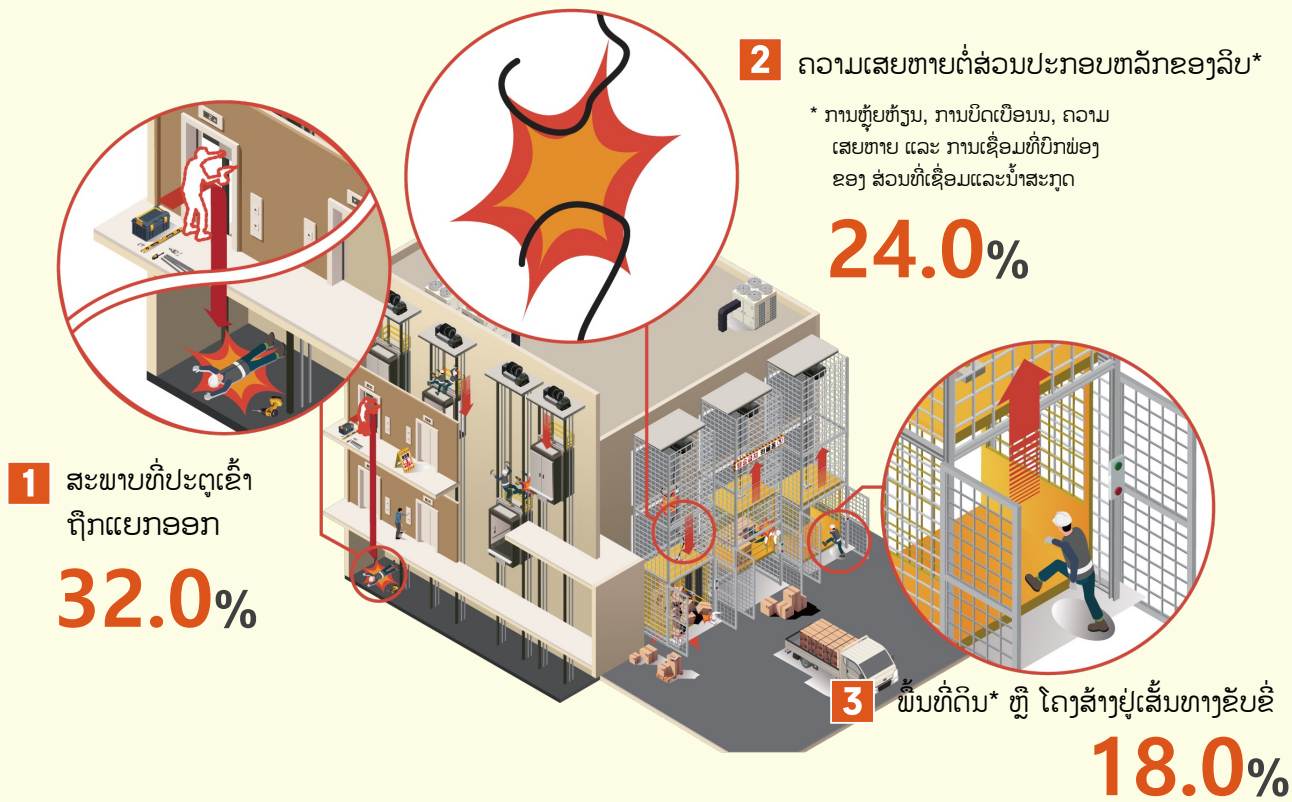 1 ສະພາບທີ່ປະຕູເຂົ້າ
ຖືກແຍກອອກ
32.0%
2 ຄວາມເສຍຫາຍຕໍ່ສ່ວນປະກອບຫລັກຂອງລິບ*
* ການຫຼຸ້ຍຫ້ຽນ, ການບິດເບືອນນ, ຄວາມ
ເສຍຫາຍ ແລະ ການເຊື່ອມທີ່ບົກພ່ອງ
ຂອງ ສ່ວນທີ່ເຊື່ອມແລະນ້ຳສະກູດ
24.0%
3 ພື້ນທີ່ດິນ* ຫຼື ໂຄງສ້າງຢູ່ເສັ້ນທາງຂັບຂີ່
18.0%